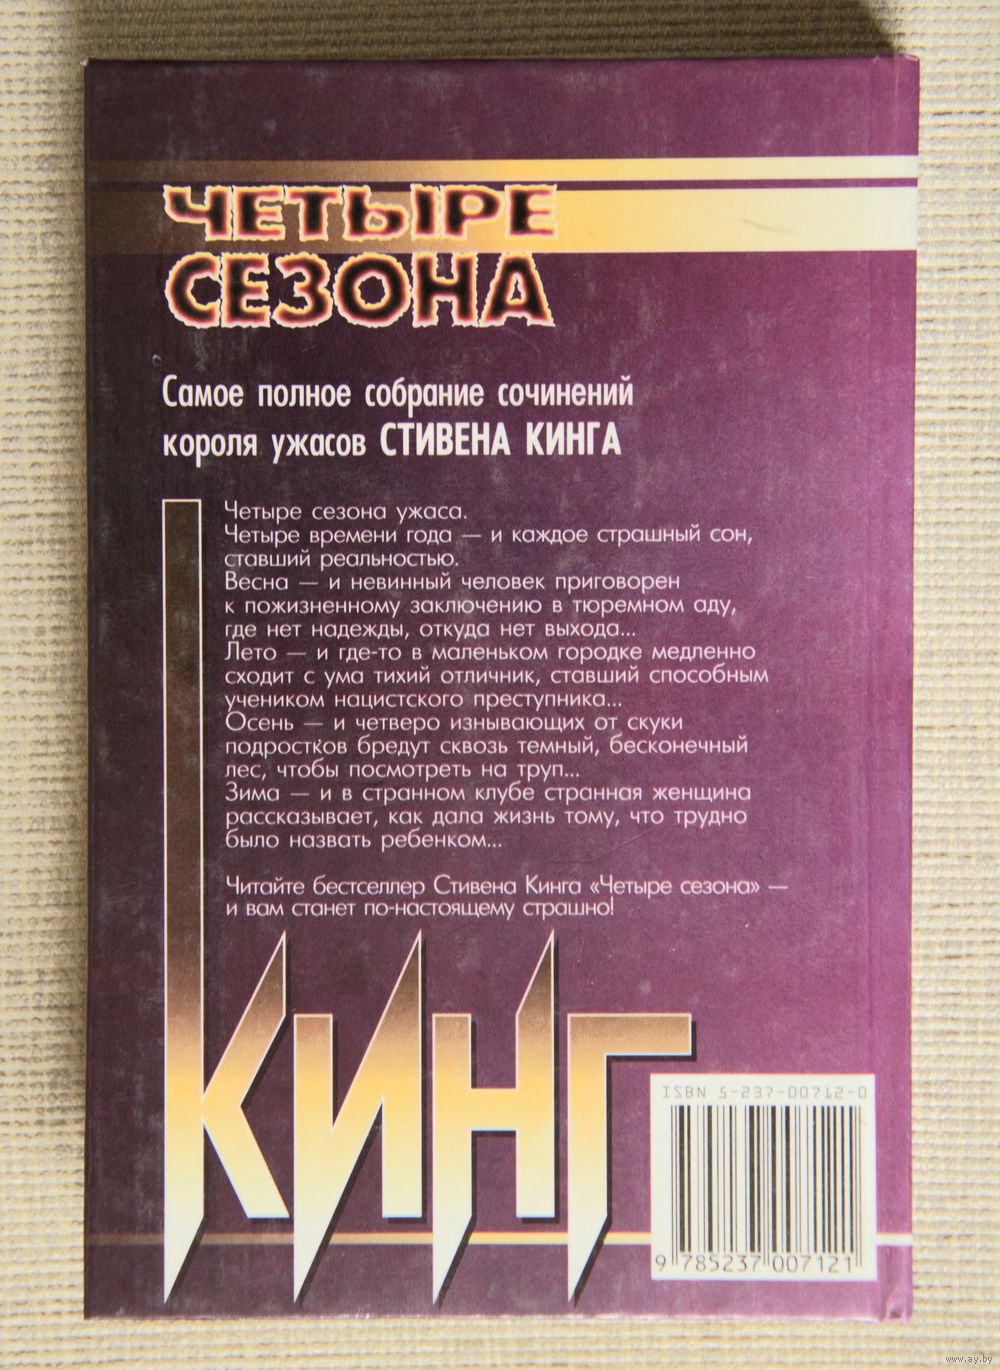 ЧЕТЫРЕ
СЕЗОНА
Самое полное собрание сочинений
короля ужасов СТИВЕНА КИНГА
Четыре сезона ужаса.
Четыре времени года — и каждое страшный сон,
ставший реальностью.
Весна — и невинный человек приговорен
к пожизненному заключению в тюремном аду,
где нет надежды, откуда нет выхода...
Лето — и где-то в маленьком городке медленно
сходит с ума тихий отличник, ставший способным
учеником нацистского преступника...
Осень — и четверо изнывающих от скуки
подростков бредут сквозь темный, бесконечный
лес, чтобы посмотреть на труп...
Зима — и в странном клубе странная женщина
рассказывает, как дала жизнь тому, что трудно
было назвать ребенком...
Читайте бестселлер Стивена Кинга «Четыре сезона» —
и вам станет по-настоящему страшно!
КИНГ
ISBN 5-237-00712-0
9 785237 007121
www.ay.by